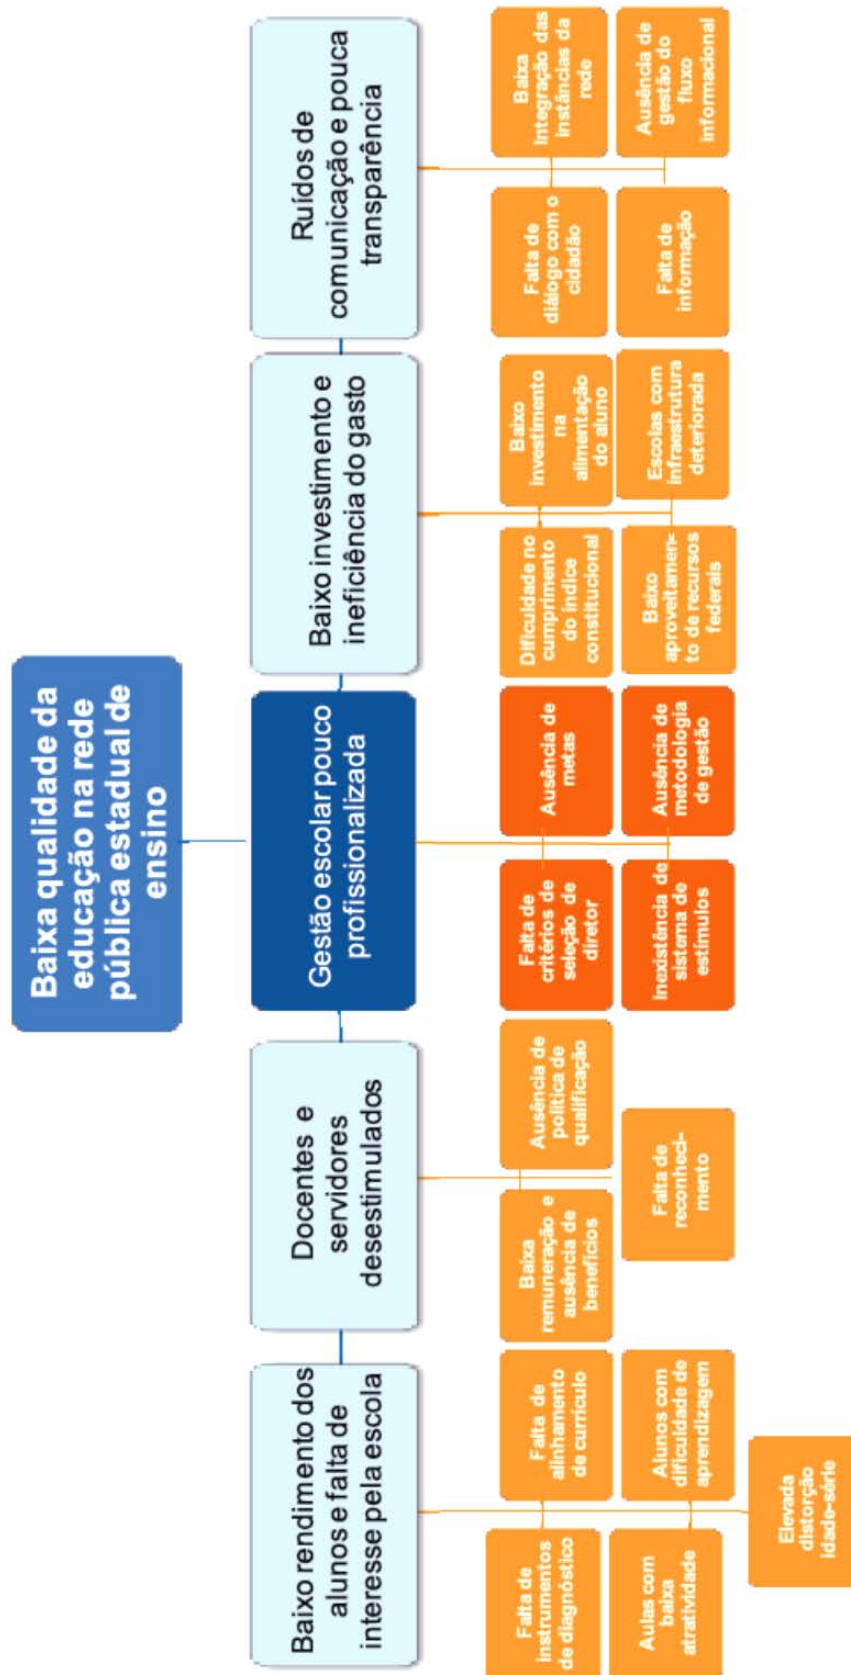 Baixa qualidade da
educação na rede
pública estadual de
ensino
Baixo rendimento dos
alunos e falta de
interesse pela escola
Docentes e
servidores
desestimulados
Gestão escolar pouco
profissionalizada
Baixo investimento e
ineficiência do gasto
Ruídos de
comunicação e pouca
transparência
Falta de
instrumentos
de diagnóstico
Falta de
alinhamento
de currículo
Aulas com
baixa
atratividade
Alunos com
dificuldade de
aprendizagem
Elevada
distorção
idade-série
Baixa
remuneração e
ausência de
benefícios
Ausência de
política de
qualificação
Falta de
reconheci-
mento
Falta de
critérios de
seleção de
diretor
Ausência de
metas
Inexistência de
sistema de
estímulos
Ausência de
metodologia
de gestão
Dificuldade no
cumprimento
do índice
constitucional
Baixo
investimento
na
alimentação
do aluno
Baixo
aproveitamen-
to de recursos
federais
Escolas com
infraestrutura
deteriorada
Falta de
diálogo com o
cidadão
Baixa
Integração das
instâncias da
rede
Falta de
informação
Ausência de
gestão do
fluxo
informacional